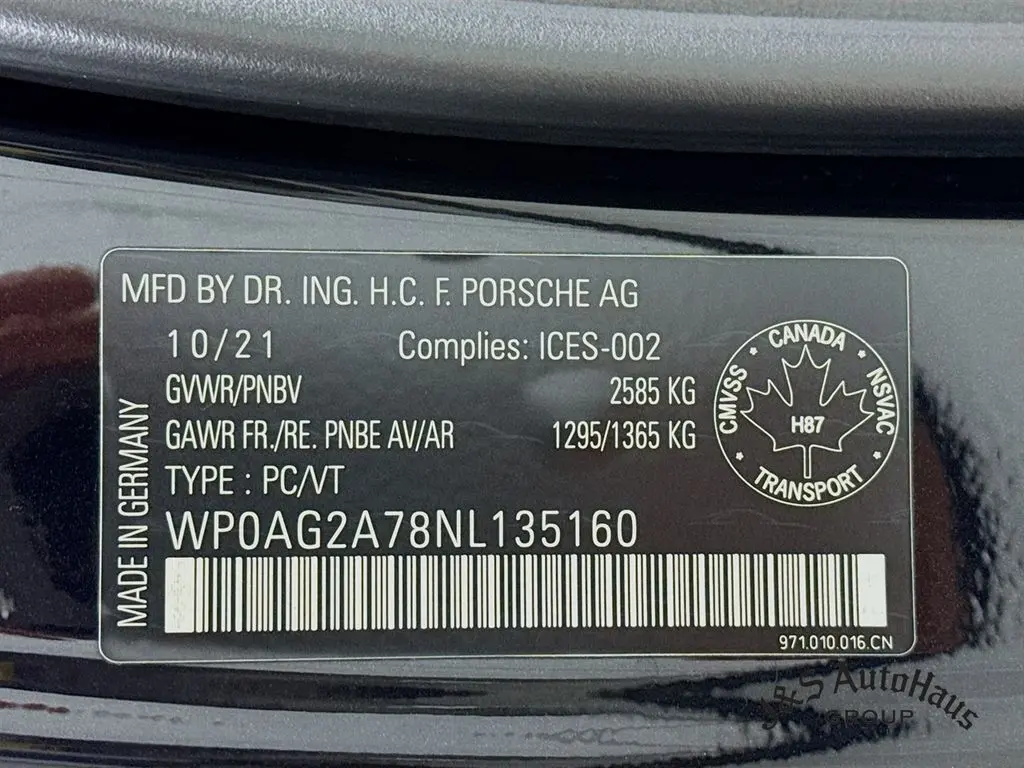 MFD BY DR. ING. H.C. F. PORSCHE AG
10/21 Complies: ICES-002
GVWR/PNBV 2585 KG
GAWR FR./RE. PNBE AV/AR 1295/1365 KG
TYPE : PC/VT
WP0AG2A78NL135160
971.010.016.CN
MADE IN GERMANY
CANADA
CMVSS
NSVAC
H87
TRANSPORT
AutoHaus
GROUP